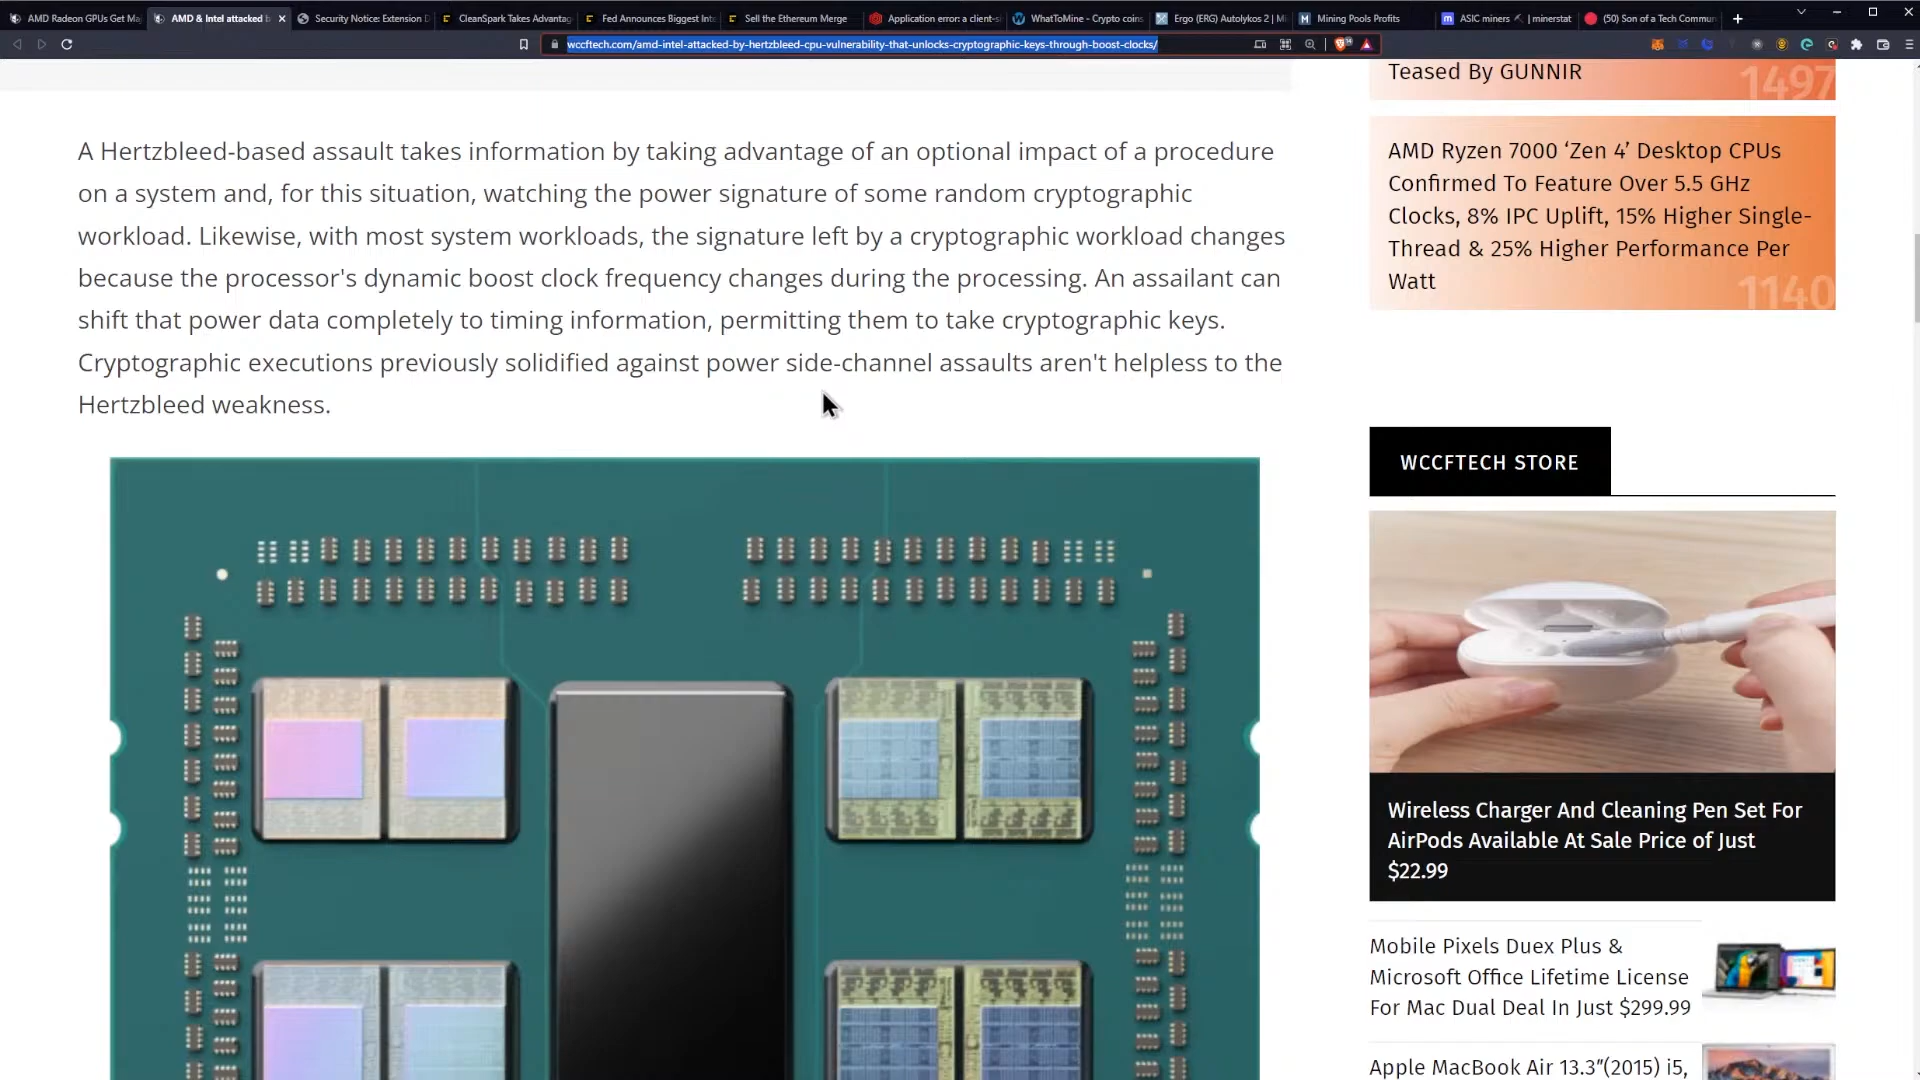 AMD Radeon GPUs Get Ma
AMD & Intel attacked b
Security Notice: Extension D
CleanSpark Takes Advantag
Fed Announces Biggest Int
Sell the Ethereum Merge
Application error: a client-s
WhatToMine - Crypto coins
Ergo (ERG) Autolykos 2 | Mi
Mining Pools Profits
ASIC miners
| minerstat
(50) Son of a Tech Commun
wccftech.com/amd-intel-attacked-by-hertzbleed-cpu-vulnerability-that-unlocks-cryptographic-keys-through-boost-clocks/
A Hertzbleed-based assault takes information by taking advantage of an optional impact of a procedure
on a system and, for this situation, watching the power signature of some random cryptographic
workload. Likewise, with most system workloads, the signature left by a cryptographic workload changes
because the processor's dynamic boost clock frequency changes during the processing. An assailant can
shift that power data completely to timing information, permitting them to take cryptographic keys.
Cryptographic executions previously solidified against power side-channel assaults aren't helpless to the
Hertzbleed weakness.
Teased By GUNNIR
1497
AMD Ryzen 7000 ‘Zen 4’ Desktop CPUs
Confirmed To Feature Over 5.5 GHz
Clocks, 8% IPC Uplift, 15% Higher Single-
Thread & 25% Higher Performance Per
Watt
1140
WCCFTECH STORE
Wireless Charger And Cleaning Pen Set For
AirPods Available At Sale Price of Just
$22.99
Mobile Pixels Duex Plus &
Microsoft Office Lifetime License
For Mac Dual Deal In Just $299.99
Apple MacBook Air 13.3″(2015) i5,